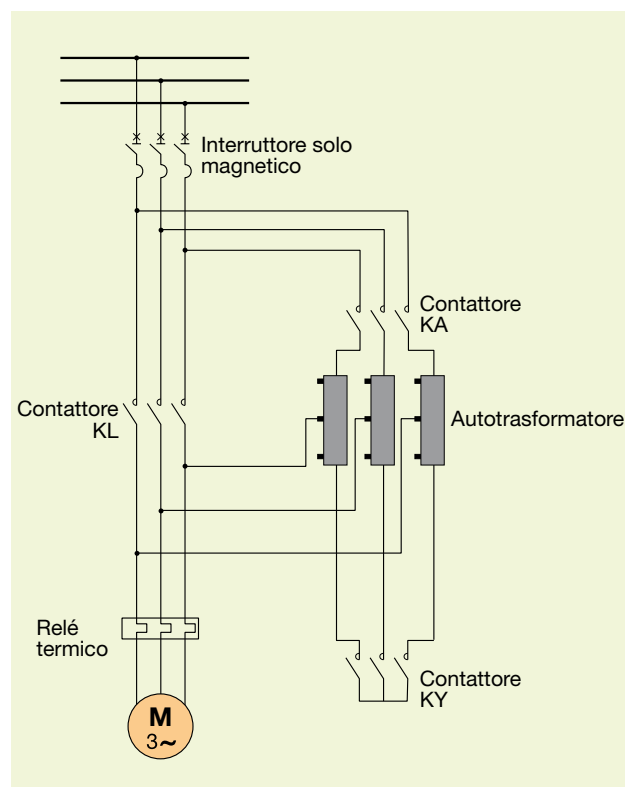 Interruttore solo
magnetico
Contattore
KA
Contattore
KL
Autotrasformatore
Relé
termico
Contattore
KY
M
3~